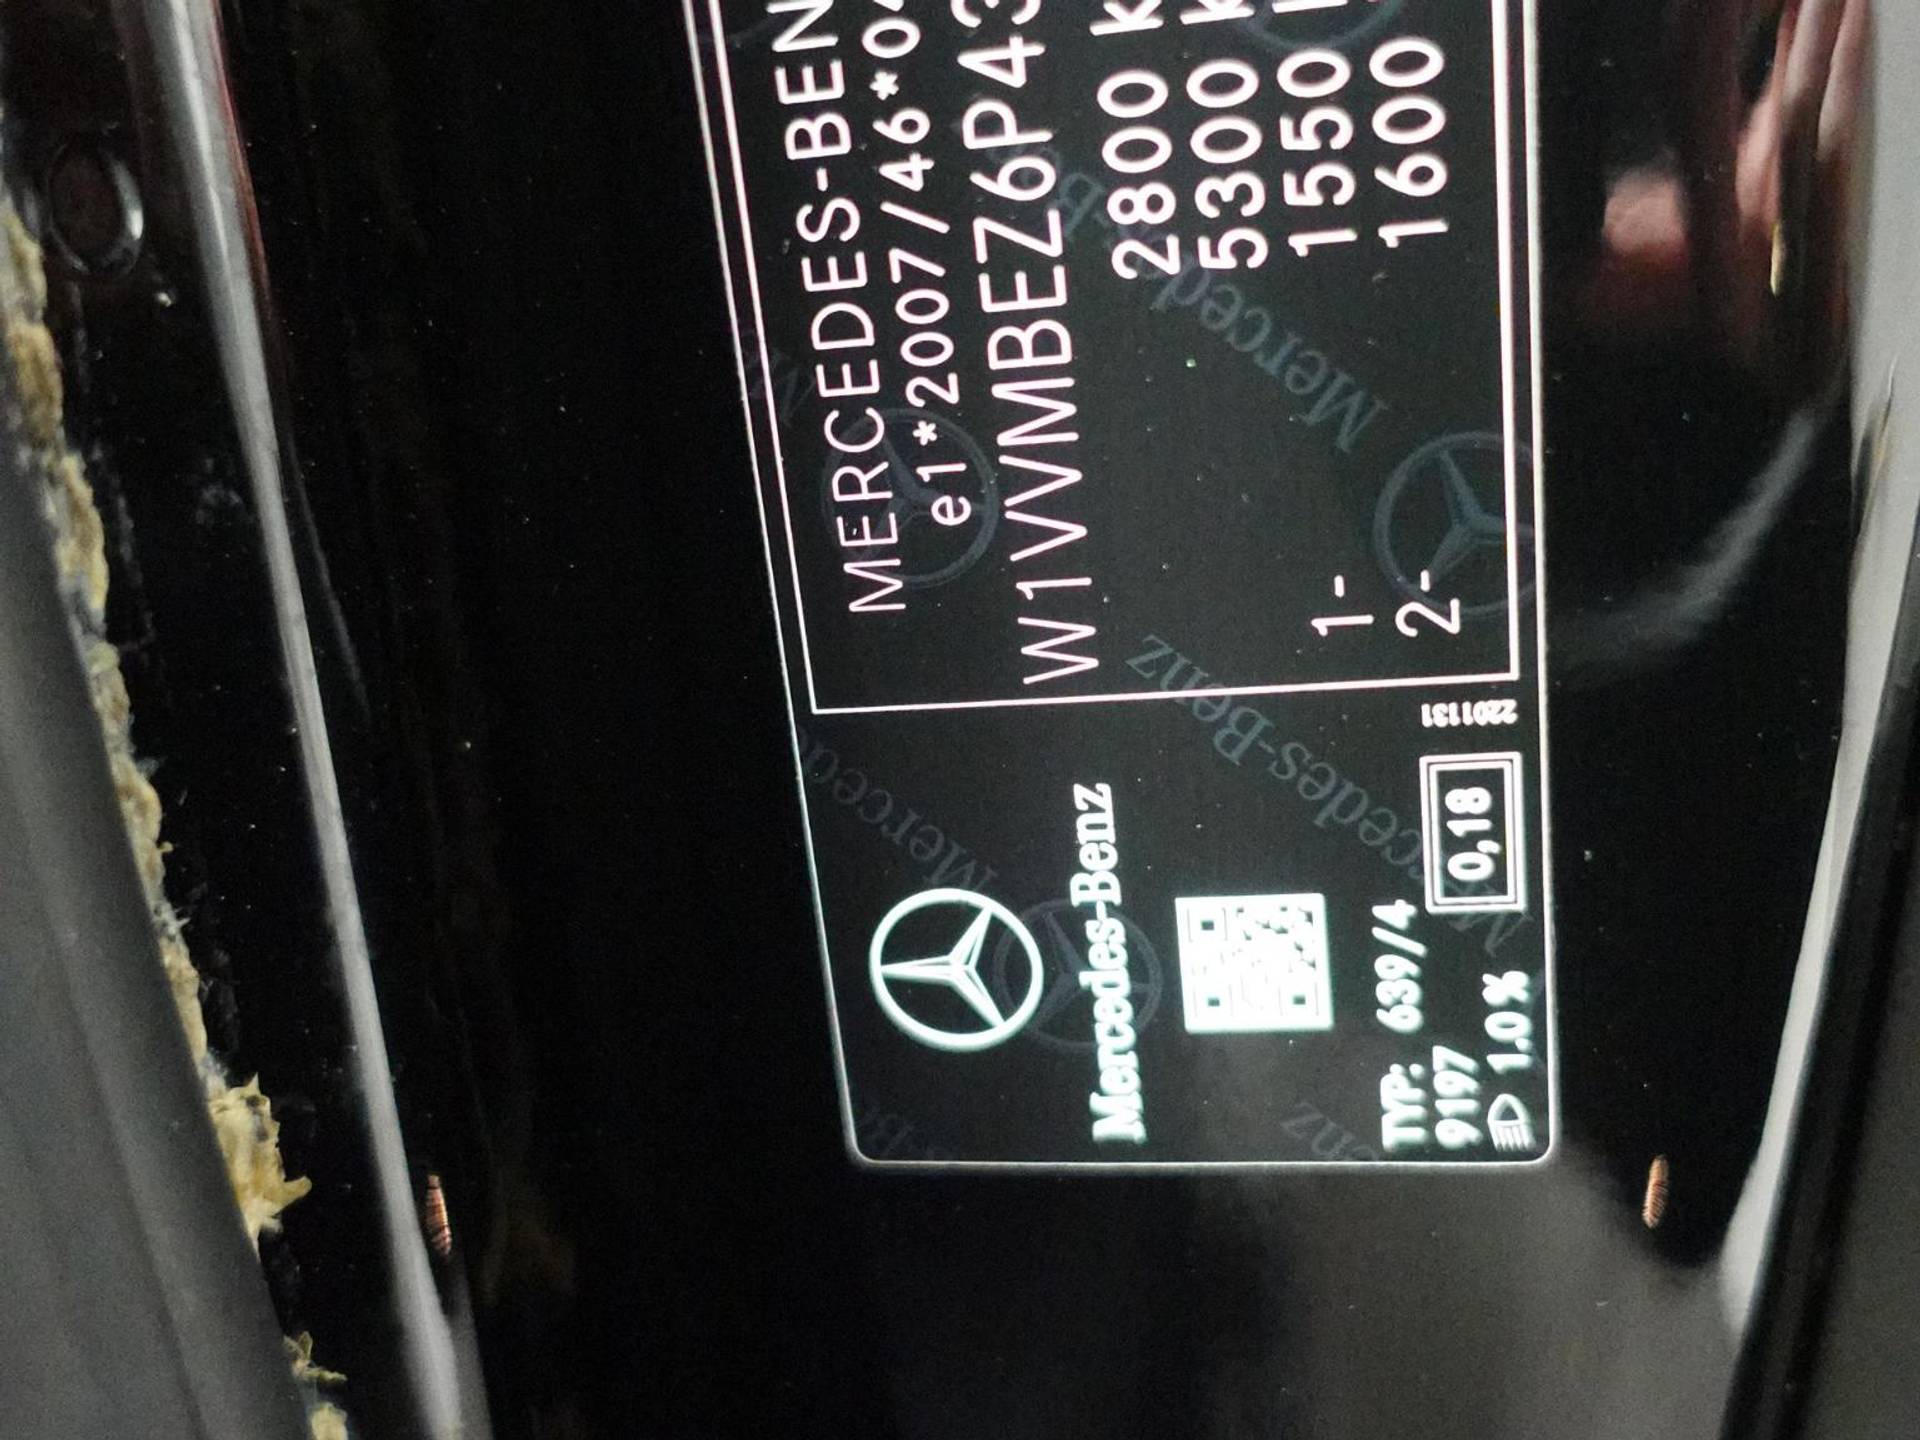 MERCEDES-BEN
e1*2007/46*04
W1VVMBEZ6P43
2800 k
5300 k
1- 1550
2- 1600
Mercedes-Benz
TYP: 639/4
9197
1.0 %
0,18
2201131